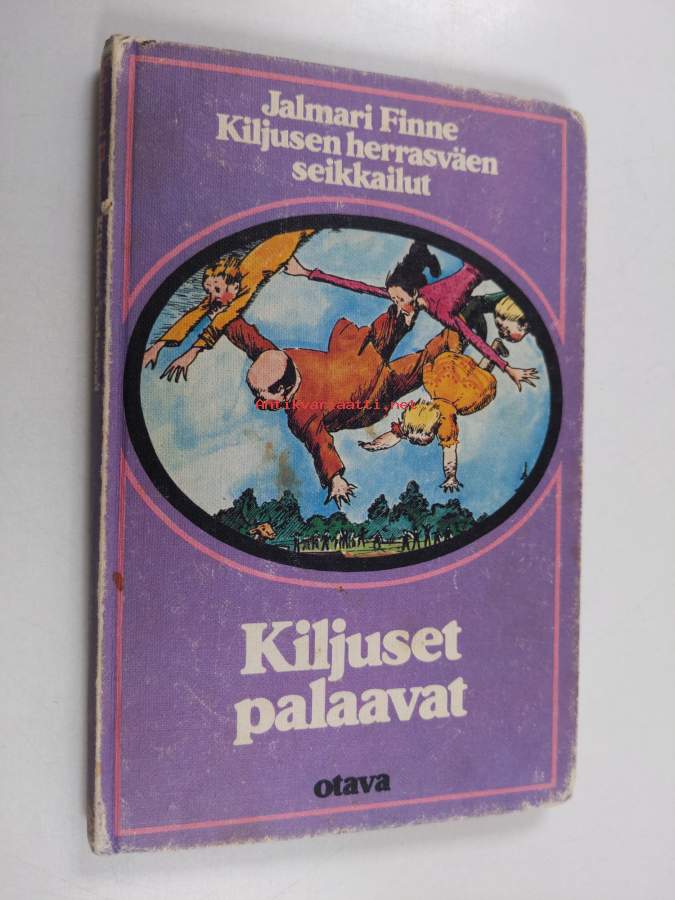 Jalmari Finne
Kiljusen herrasväen
seikkailut
Antikvariaatti.net
Kiljuset
palaavat
otava